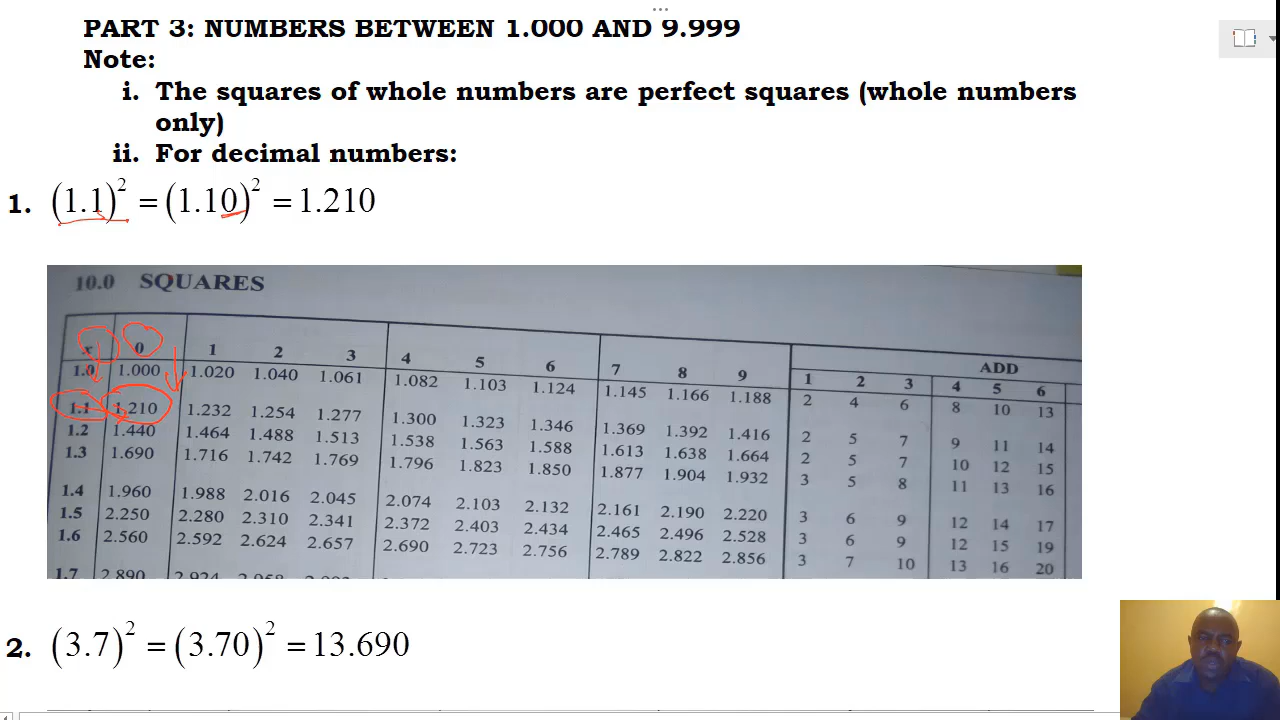 PART 3: NUMBERS BETWEEN 1.000 AND 9.999
Note:
i. The squares of whole numbers are perfect squares (whole numbers
only)
ii. For decimal numbers:
1. (1.1)² = (1.10)² = 1.210
10.0 SQUARES
ADD
x 0 1 2 3 4 5 6 7 8 9 1 2 3 4 5 6
1.0 1.000 1.020 1.040 1.061 1.082 1.103 1.124 1.145 1.166 1.188 2 4 6 8 10 13
1.1 1.210 1.232 1.254 1.277 1.300 1.323 1.346 1.369 1.392 1.416 2 5 7 9 11 14
1.2 1.440 1.464 1.488 1.513 1.538 1.563 1.588 1.613 1.638 1.664 2 5 7 10 12 15
1.3 1.690 1.716 1.742 1.769 1.796 1.823 1.850 1.877 1.904 1.932 3 5 8 11 13 16
1.4 1.960 1.988 2.016 2.045 2.074 2.103 2.132 2.161 2.190 2.220 3 6 9 12 14 17
1.5 2.250 2.280 2.310 2.341 2.372 2.403 2.434 2.465 2.496 2.528 3 6 9 12 15 19
1.6 2.560 2.592 2.624 2.657 2.690 2.723 2.756 2.789 2.822 2.856 3 7 10 13 16 20
1.7 2.890 2.924
2. (3.7)² = (3.70)² = 13.690